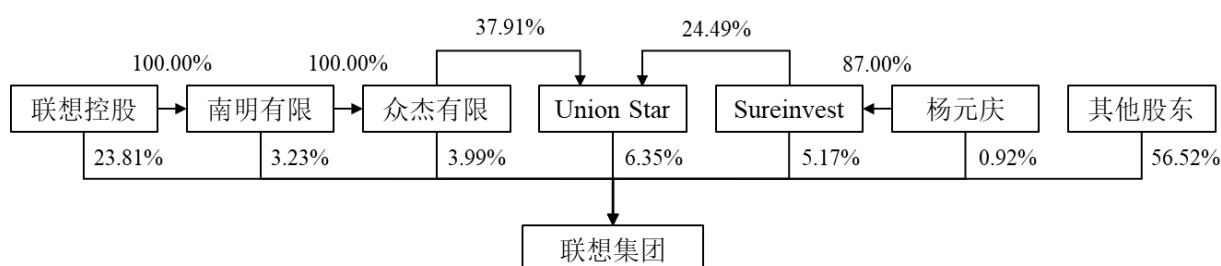 37.91% 24.49%
100.00% 100.00% 87.00%
联想控股 南明有限 众杰有限 Union Star Sureinvest 杨元庆 其他股东
23.81% 3.23% 3.99% 6.35% 5.17% 0.92% 56.52%
联想集团